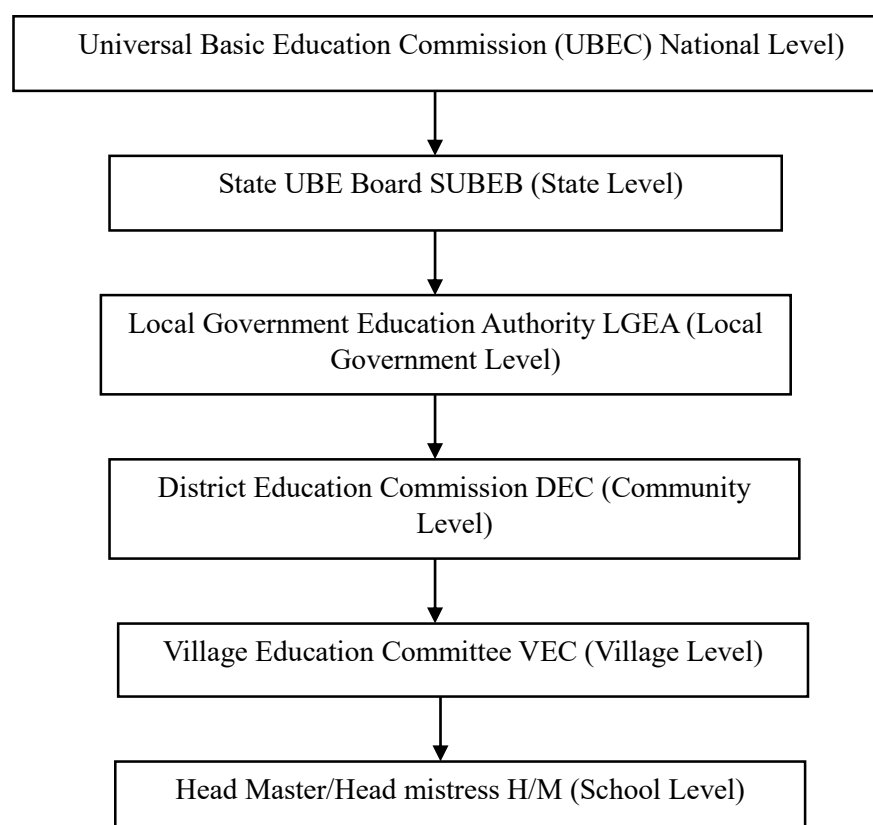 Universal Basic Education Commission (UBEC) National Level)
State UBE Board SUBEB (State Level)
Local Government Education Authority LGEA (Local
Government Level)
District Education Commission DEC (Community
Level)
Village Education Committee VEC (Village Level)
Head Master/Head mistress H/M (School Level)